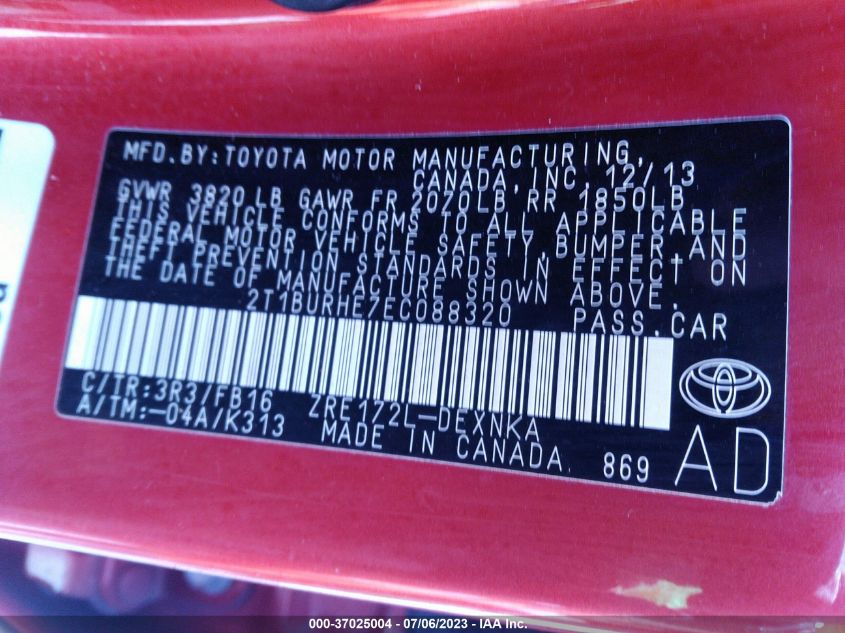 MFD.BY:TOYOTA MOTOR MANUFACTURING,
CANADA,INC. 12/13
GVWR 3820LB GAWR FR 2070LB RR 1850LB
THIS VEHICLE CONFORMS TO ALL APPLICABLE
FEDERAL MOTOR VEHICLE SAFETY,BUMPER,AND
THEFT PREVENTION STANDARDS IN EFFECT ON
THE DATE OF MANUFACTURE SHOWN ABOVE.
2T1BURHE7EC088320 PASS.CAR
C/TR:3R3/FB16 ZRE172L-DEXNKA
A/TM:-04A/K313 MADE IN CANADA 869
AD
000-37025004 - 07/06/2023 - IAA Inc.